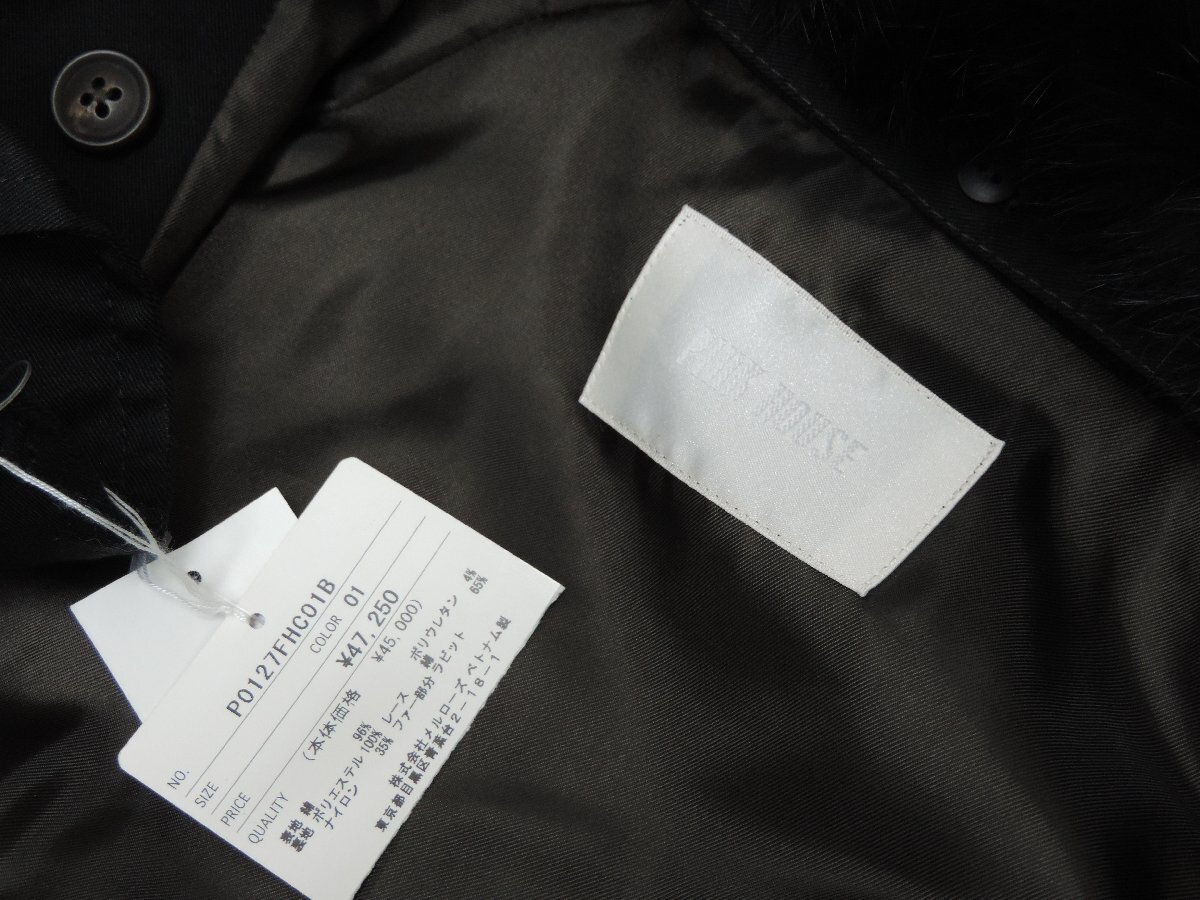 PINK HOUSE
NO. P0127FHC01B
SIZE COLOR 01
PRICE ¥47,250
(本体価格 ¥45,000)
QUALITY
表地 綿 96% ポリウレタン 4%
裏地 ポリエステル 100% レース 綿 65%
ナイロン 35% ファー部分 ラビット
株式会社メルローズ ベトナム製
東京都目黒区青葉台2-18-1